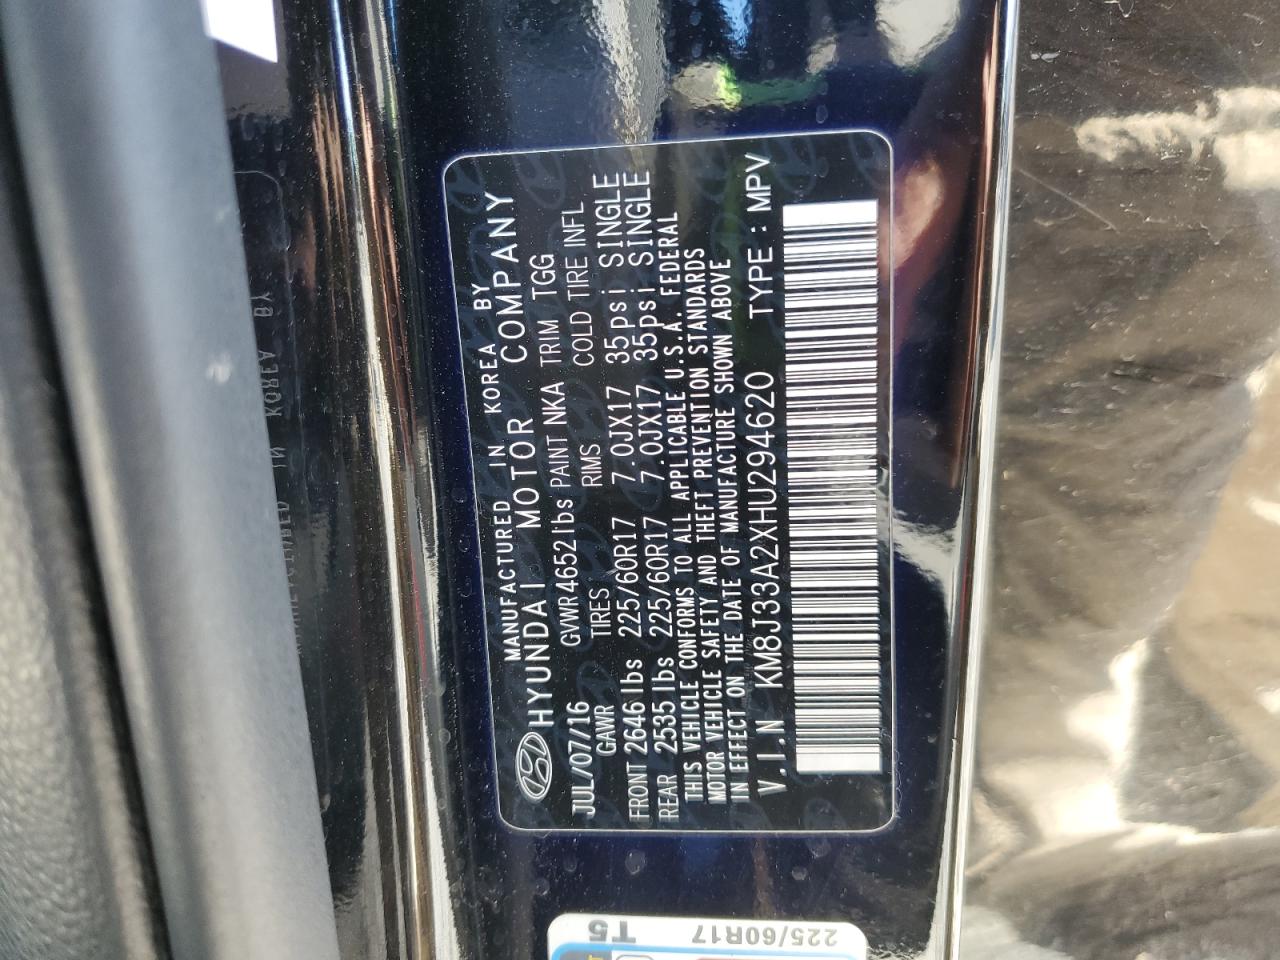 MANUFACTURED IN KOREA BY
HYUNDAI MOTOR COMPANY
JUL/07/16 GVWR 4652 lbs PAINT NKA TRIM TGG
GAWR TIRES RIMS COLD TIRE INFL
FRONT 2646 lbs 225/60R17 7.0JX17 35psi SINGLE
REAR 2535 lbs 225/60R17 7.0JX17 35psi SINGLE
THIS VEHICLE CONFORMS TO ALL APPLICABLE U.S.A. FEDERAL
MOTOR VEHICLE SAFETY AND THEFT PREVENTION STANDARDS
IN EFFECT ON THE DATE OF MANUFACTURE SHOWN ABOVE
V.I.N KM8J33A2XHU294620 TYPE : MPV
T5
225/60R17